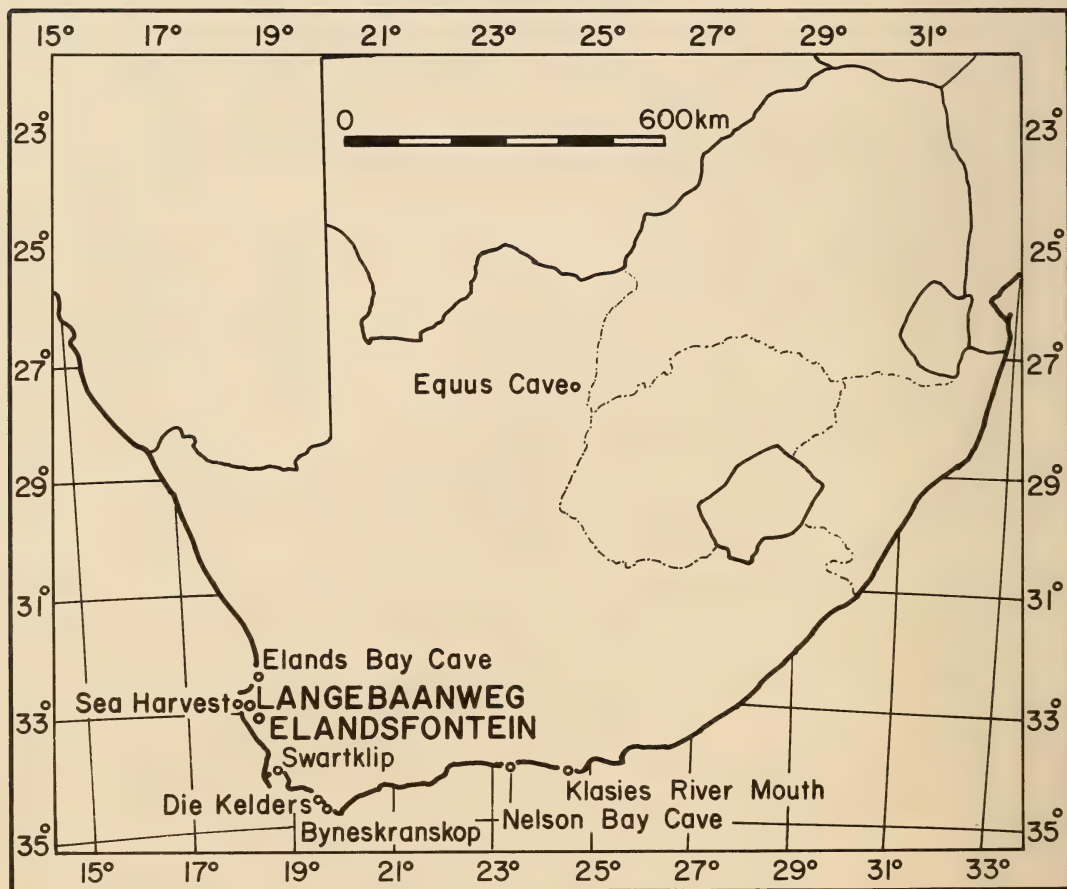 15° 17° 19° 21° 23° 25° 27° 29° 31°
0 600km
23° 23°
25° 25°
27° 27°
Equus Cave
29° 29°
31° 31°
Elands Bay Cave
Sea Harvest LANGEBAANWEG
33° ELANDSFONTEIN 33°
Swartklip
Die Kelders Klasies River Mouth
Byneskranskop Nelson Bay Cave
35° 35°
15° 17° 19° 21° 23° 25° 27° 29° 31° 33°